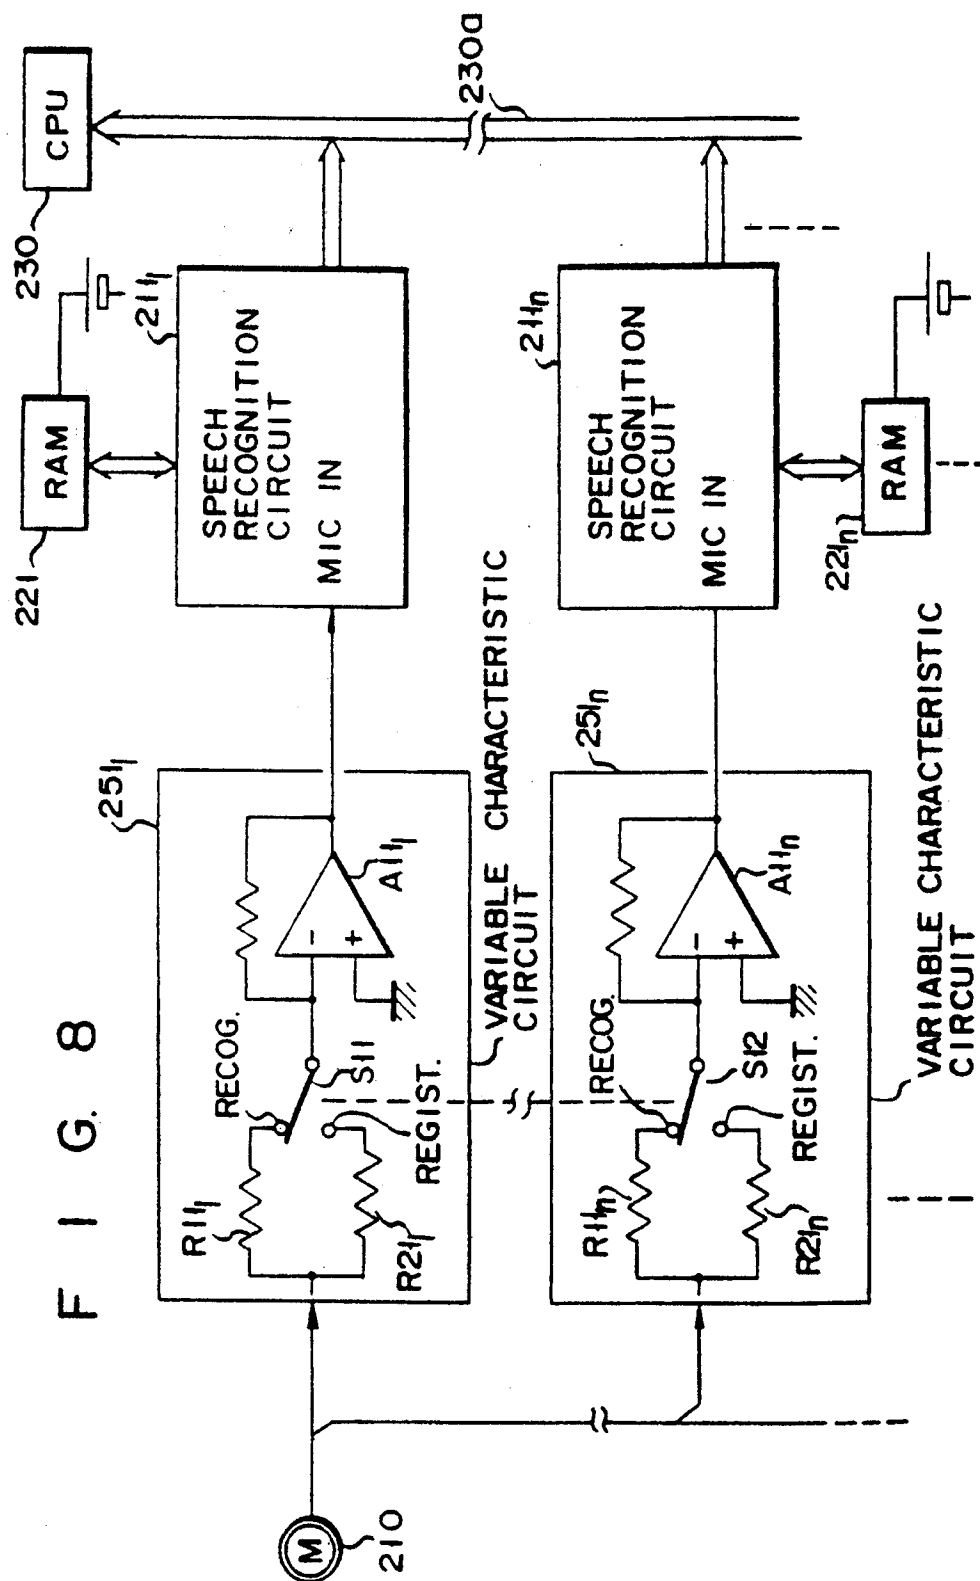 FIG. 8
230
CPU
230a
221
RAM
211₁
SPEECH
RECOGNITION
CIRCUIT
MIC IN
251₁
R11₁
RECOG.
S11
R21₁
REGIST.
-
+
A11₁
VARIABLE CHARACTERISTIC
CIRCUIT
M
210
211n
SPEECH
RECOGNITION
CIRCUIT
MIC IN
251n
R11n
RECOG.
S12
R21n
REGIST.
-
+
A11n
VARIABLE CHARACTERISTIC
CIRCUIT
221n
RAM